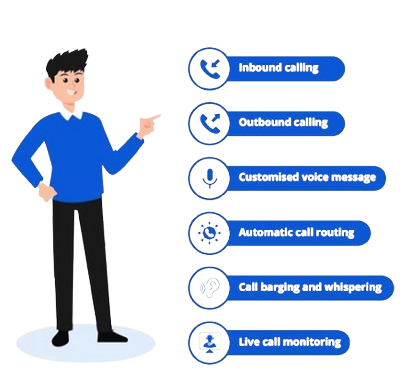 Inbound calling
Outbound calling
Customised voice message
Automatic call routing
Call barging and whispering
Live call monitoring